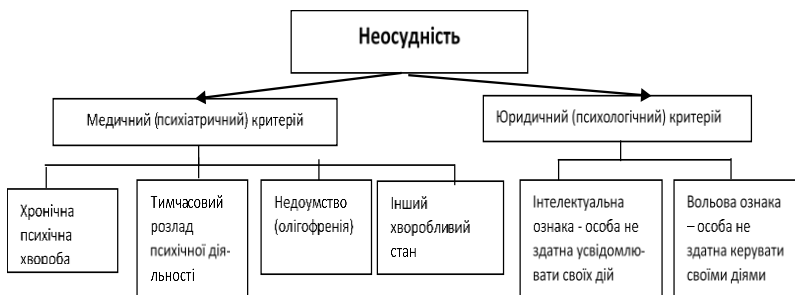 Неосудність
Медичний (психіатричний) критерій
Юридичний (психологічний) критерій
Хронічна
психічна
хвороба
Тимчасовий
розлад
психічної дія-
льності
Недоумство
(олігофренія)
Інший
хворобливий
стан
Інтелектуальна
ознака - особа не
здатна усвідомлю-
вати своїх дій
Вольова ознака
– особа не
здатна керувати
своїми діями